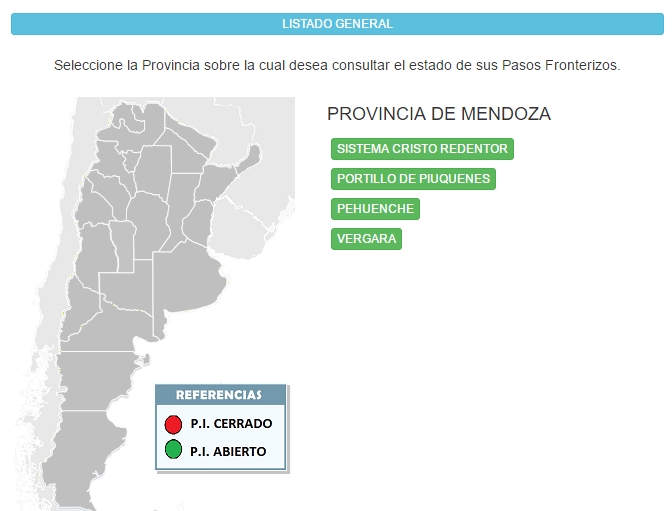 LISTADO GENERAL
Seleccione la Provincia sobre la cual desea consultar el estado de sus Pasos Fronterizos.
PROVINCIA DE MENDOZA
SISTEMA CRISTO REDENTOR
PORTILLO DE PIUQUENES
PEHUENCHE
VERGARA
REFERENCIAS
P.I. CERRADO
P.I. ABIERTO